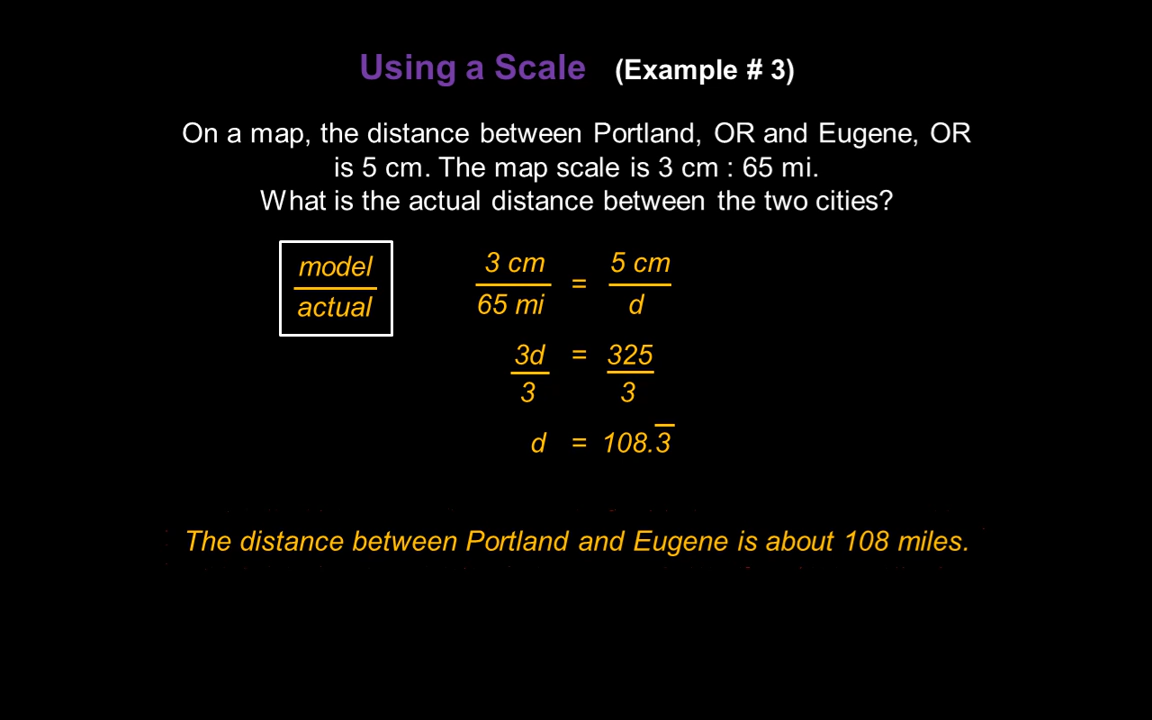 Using a Scale (Example # 3)
On a map, the distance between Portland, OR and Eugene, OR
is 5 cm. The map scale is 3 cm : 65 mi.
What is the actual distance between the two cities?
model
actual
3 cm = 5 cm
65 mi d
3d = 325
3 3
d = 108.3̅
The distance between Portland and Eugene is about 108 miles.